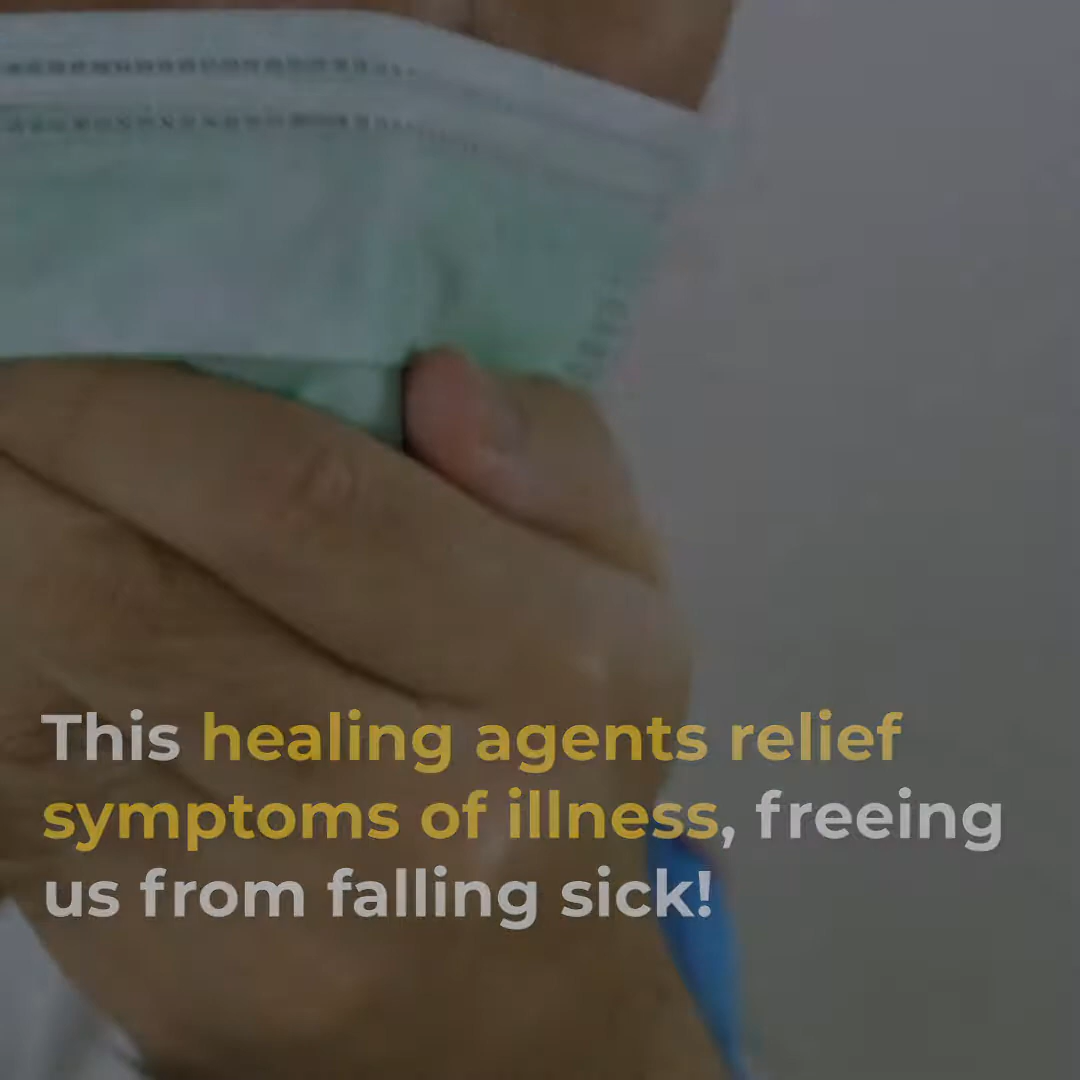 This healing agents relief
symptoms of illness, freeing
us from falling sick!